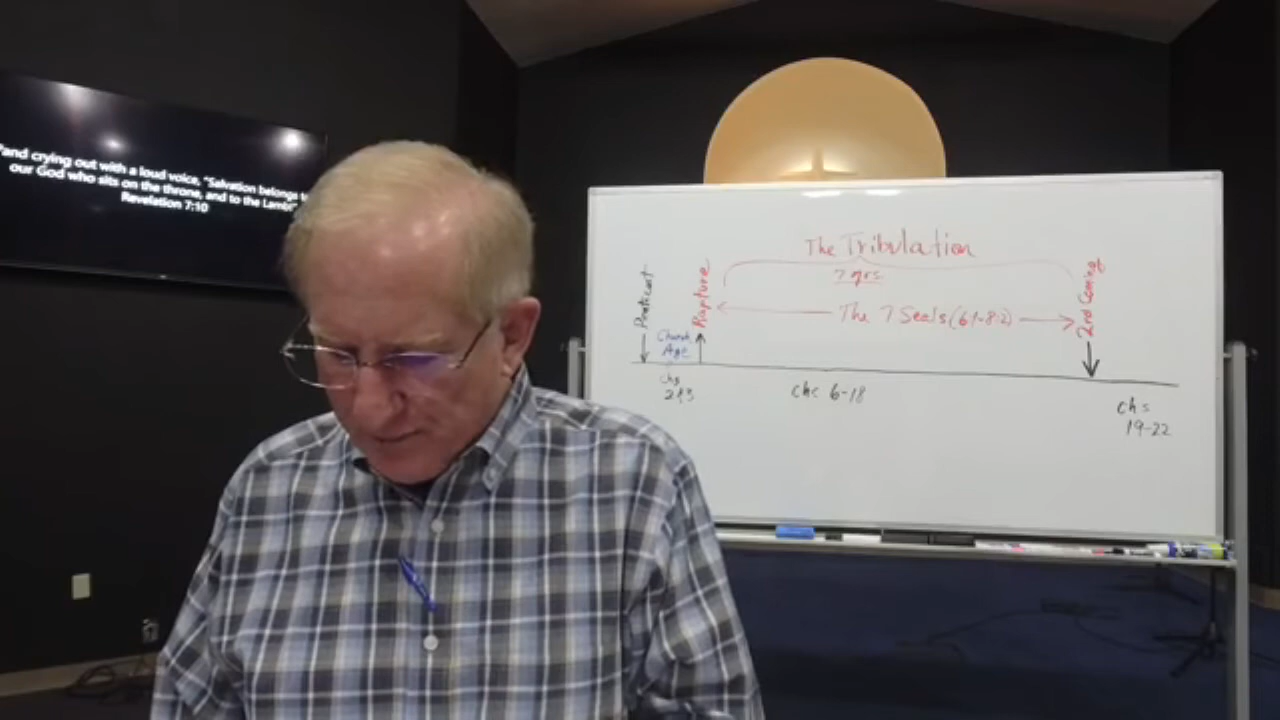 "and crying out with a loud voice, "Salvation belongs to
our God who sits on the throne, and to the Lamb!"
Revelation 7:10
The Tribulation
7 yrs
Pentecost
Rapture
The 7 Seals (6:1-8:2)
2nd Coming
Church
Age
chs
2&3
chs 6-18
chs
19-22